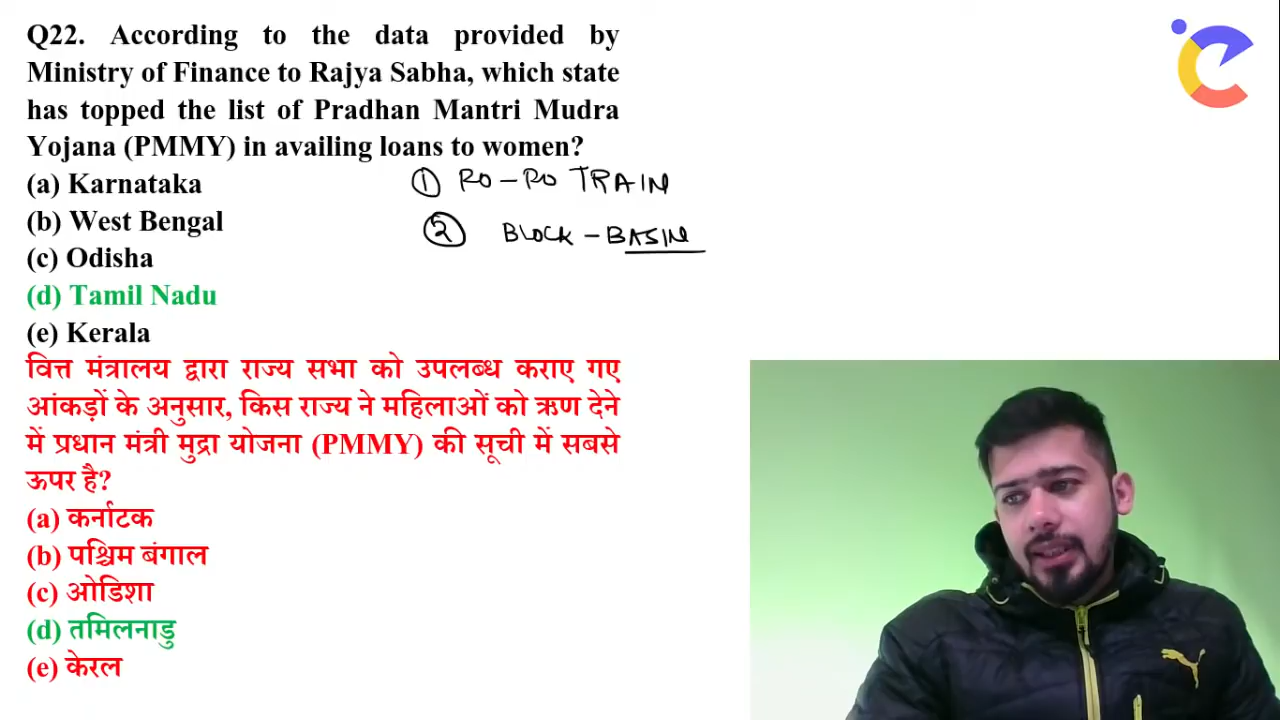 Q22. According to the data provided by
Ministry of Finance to Rajya Sabha, which state
has topped the list of Pradhan Mantri Mudra
Yojana (PMMY) in availing loans to women?
(a) Karnataka
① RO-RO TRAIN
(b) West Bengal
② BLOCK - BASIN
(c) Odisha
(d) Tamil Nadu
(e) Kerala
वित्त मंत्रालय द्वारा राज्य सभा को उपलब्ध कराए गए
आंकड़ों के अनुसार, किस राज्य ने महिलाओं को ऋण देने
में प्रधान मंत्री मुद्रा योजना (PMMY) की सूची में सबसे
ऊपर है?
(a) कर्नाटक
(b) पश्चिम बंगाल
(c) ओडिशा
(d) तमिलनाडु
(e) केरल